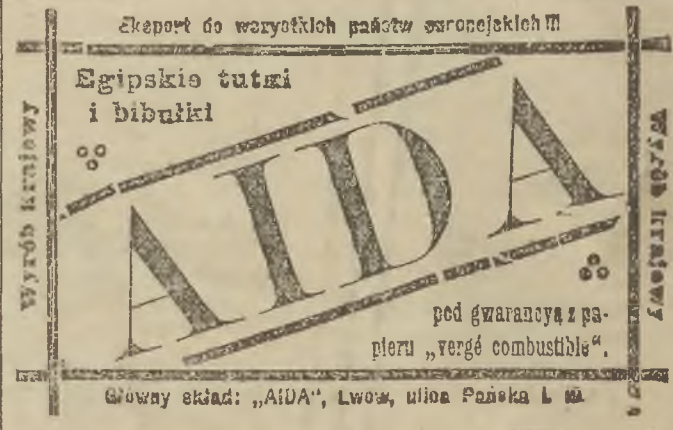 Eksport do wszystkich państw europejskich !!!
Egipskie tutki
i bibułki
Wyrób krajowy
AIDA
Wyrób krajowy
pod gwarancyą z pa-
pieru „vergé combustible“.
Główny skład: „AIDA“, Lwów, ulica Pańska l.